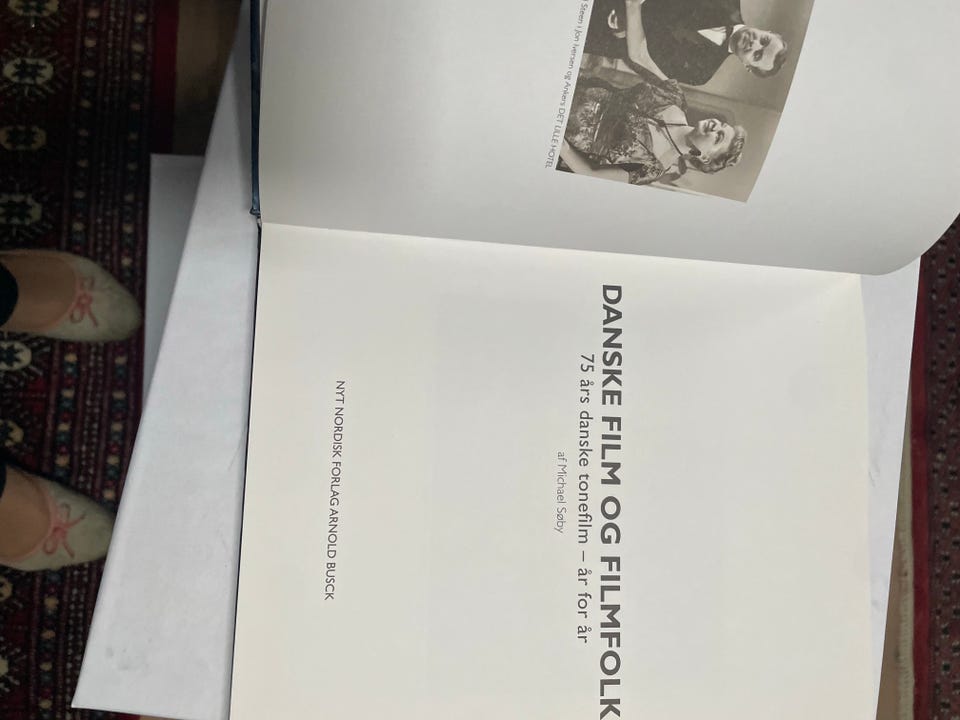 Steen i Jon Iversen og Ankers DET LILLE HOTEL
DANSKE FILM OG FILMFOLK
75 års danske tonefilm – år for år
af Michael Søby
NYT NORDISK FORLAG ARNOLD BUSCK